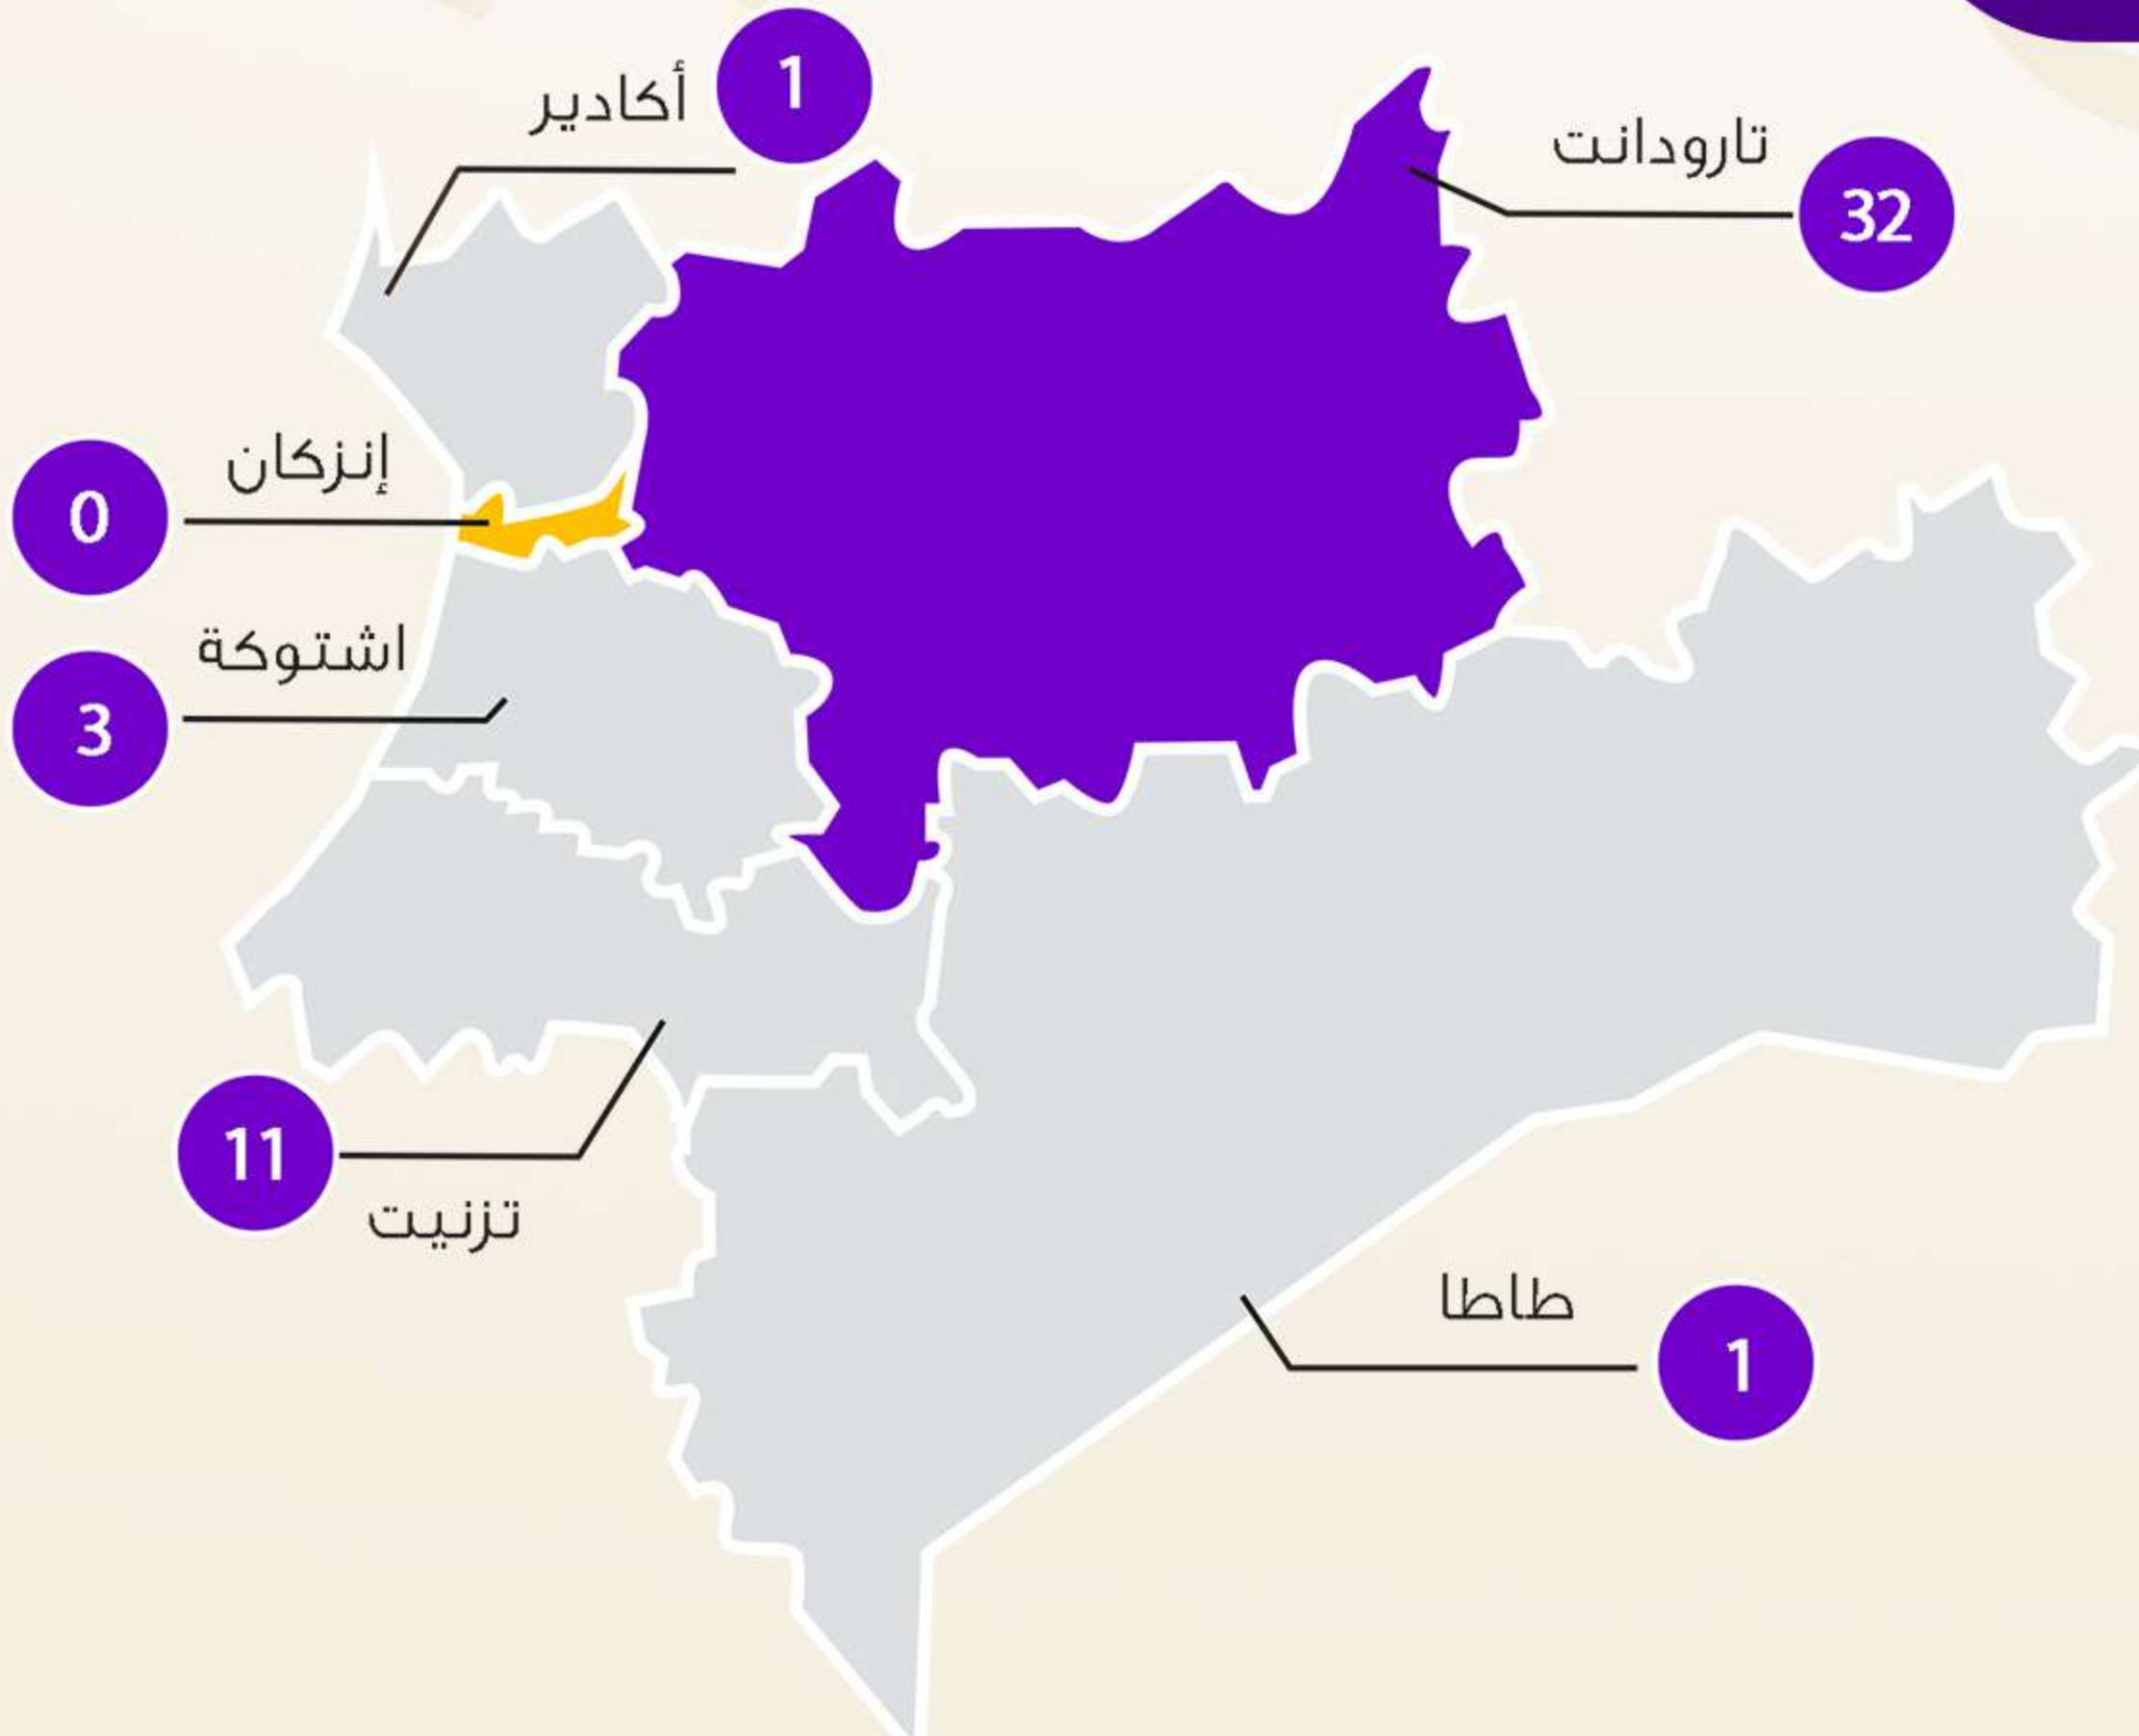 أكادير
1
تارودانت
32
إنزكان
0
اشتوكة
3
11
تزنيت
طاطا
1